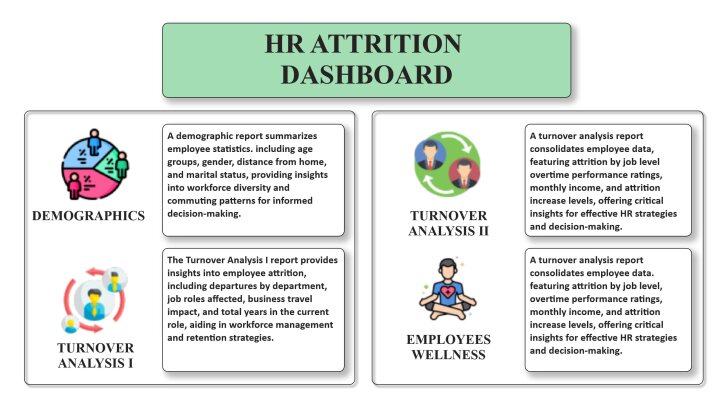 HR ATTRITION
DASHBOARD
DEMOGRAPHICS
A demographic report summarizes
employee statistics. including age
groups, gender, distance from home,
and marital status, providing insights
into workforce diversity and
commuting patterns for informed
decision-making.
TURNOVER
ANALYSIS I
The Turnover Analysis I report provides
insights into employee attrition,
including departures by department,
job roles affected, business travel
impact, and total years in the current
role, aiding in workforce management
and retention strategies.
TURNOVER
ANALYSIS II
A turnover analysis report
consolidates employee data,
featuring attrition by job level
overtime performance ratings,
monthly income, and attrition
increase levels, offering critical
insights for effective HR strategies
and decision-making.
EMPLOYEES
WELLNESS
A turnover analysis report
consolidates employee data.
featuring attrition by job level,
overtime performance ratings,
monthly income, and attrition
increase levels, offering critical
insights for effective HR strategies
and decision-making.